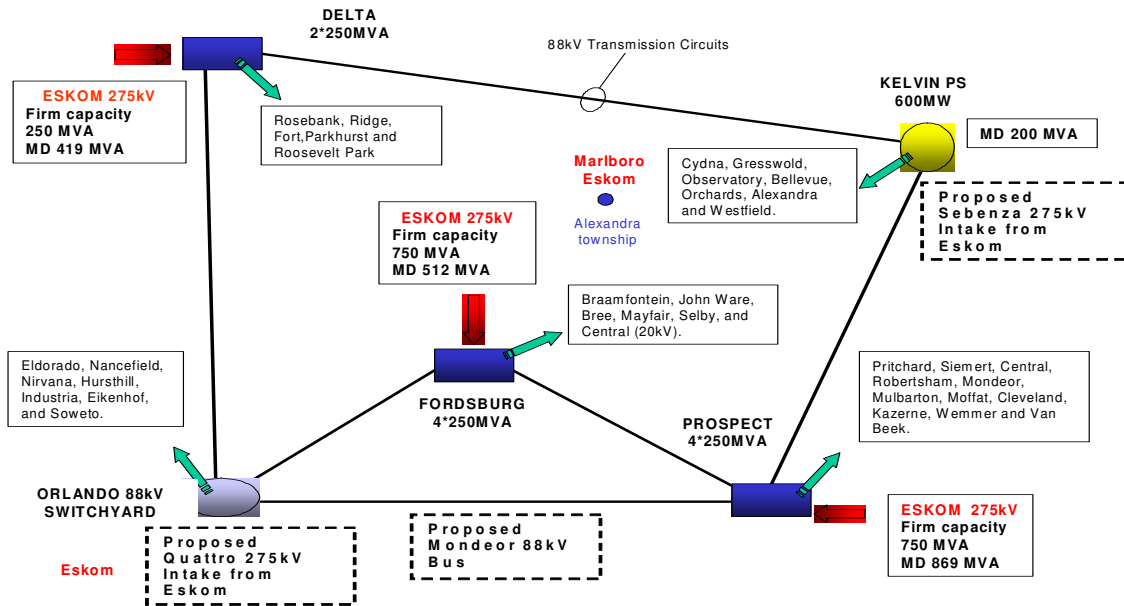 DELTA
2*250MVA
88kV Transmission Circuits
KELVIN PS
600MW
ESKOM 275kV
Firm capacity
250 MVA
MD 419 MVA
Rosebank, Ridge,
Fort,Parkhurst and
Roosevelt Park
MD 200 MVA
Marlboro
Eskom
Alexandra
township
Cydna, Gresswold,
Observatory, Bellevue,
Orchards, Alexandra
and Westfield.
Proposed
Sebenza 275kV
Intake from
Eskom
ESKOM 275kV
Firm capacity
750 MVA
MD 512 MVA
Braamfontein, John Ware,
Bree, Mayfair, Selby, and
Central (20kV).
Eldorado, Nancefield,
Nirvana, Hursthill,
Industria, Eikenhof,
and Soweto.
FORDSBURG
4*250MVA
PROSPECT
4*250MVA
Pritchard, Siemert, Central,
Robertsham, Mondeor,
Mulbarton, Moffat, Cleveland,
Kazerne, Wemmer and Van
Beek.
ORLANDO 88kV
SWITCHYARD
Eskom
Proposed
Quattro 275kV
Intake from
Eskom
Proposed
Mondeor 88kV
Bus
ESKOM 275kV
Firm capacity
750 MVA
MD 869 MVA